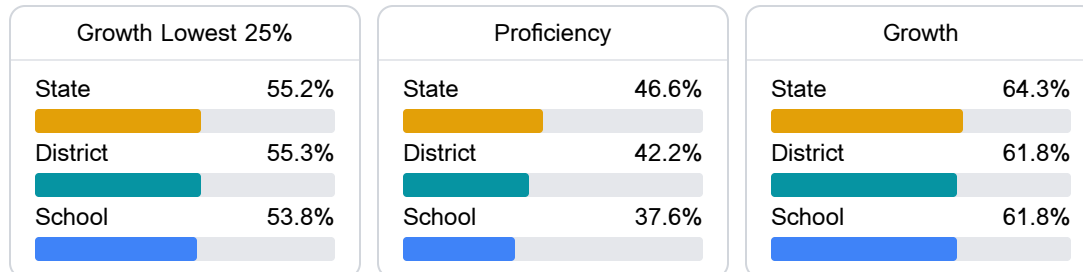 Growth Lowest 25%
State 55.2%
District 55.3%
School 53.8%
Proficiency
State 46.6%
District 42.2%
School 37.6%
Growth
State 64.3%
District 61.8%
School 61.8%